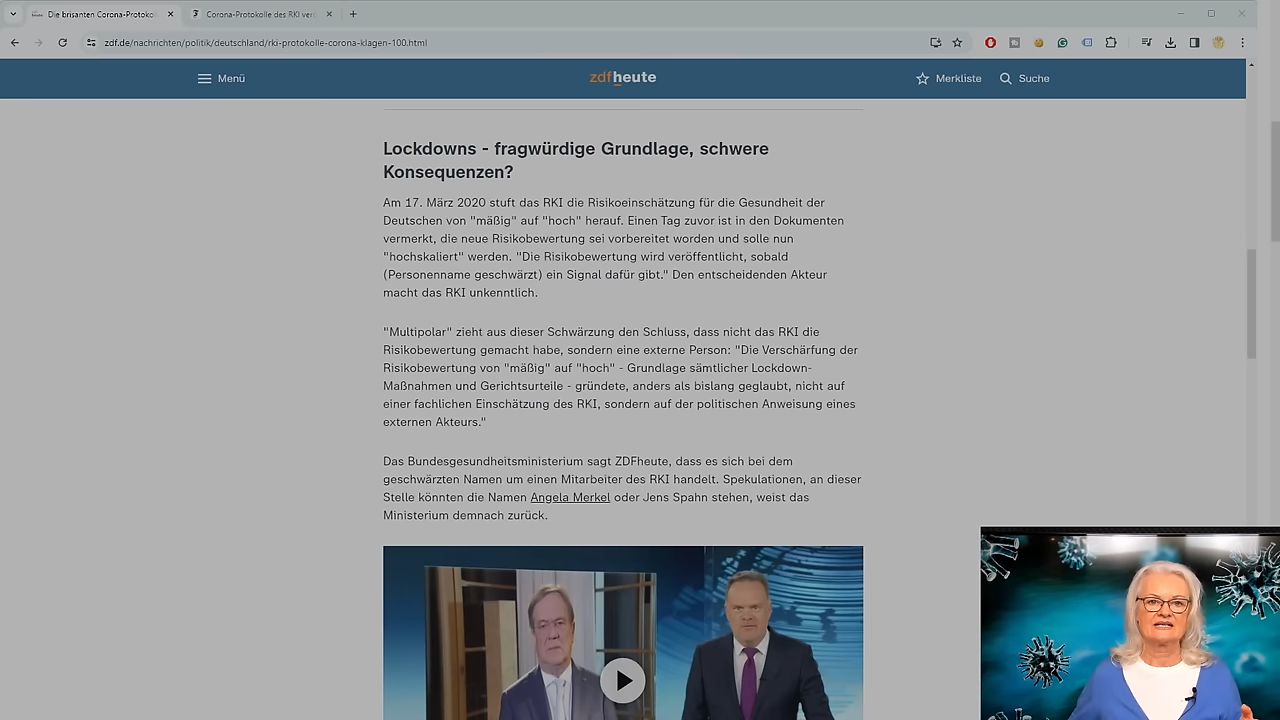 Die brisanten Corona-Protoko
Corona-Protokolle des RKI ver
zdf.de/nachrichten/politik/deutschland/rki-protokolle-corona-klagen-100.html
Menü
zdfheute
Merkliste
Suche
Lockdowns - fragwürdige Grundlage, schwere
Konsequenzen?
Am 17. März 2020 stuft das RKI die Risikoeinschätzung für die Gesundheit der
Deutschen von "mäßig" auf "hoch" herauf. Einen Tag zuvor ist in den Dokumenten
vermerkt, die neue Risikobewertung sei vorbereitet worden und solle nun
"hochskaliert" werden. "Die Risikobewertung wird veröffentlicht, sobald
(Personenname geschwärzt) ein Signal dafür gibt." Den entscheidenden Akteur
macht das RKI unkenntlich.
"Multipolar" zieht aus dieser Schwärzung den Schluss, dass nicht das RKI die
Risikobewertung gemacht habe, sondern eine externe Person: "Die Verschärfung der
Risikobewertung von "mäßig" auf "hoch" - Grundlage sämtlicher Lockdown-
Maßnahmen und Gerichtsurteile - gründete, anders als bislang geglaubt, nicht auf
einer fachlichen Einschätzung des RKI, sondern auf der politischen Anweisung eines
externen Akteurs."
Das Bundesgesundheitsministerium sagt ZDFheute, dass es sich bei dem
geschwärzten Namen um einen Mitarbeiter des RKI handelt. Spekulationen, an dieser
Stelle könnten die Namen Angela Merkel oder Jens Spahn stehen, weist das
Ministerium demnach zurück.